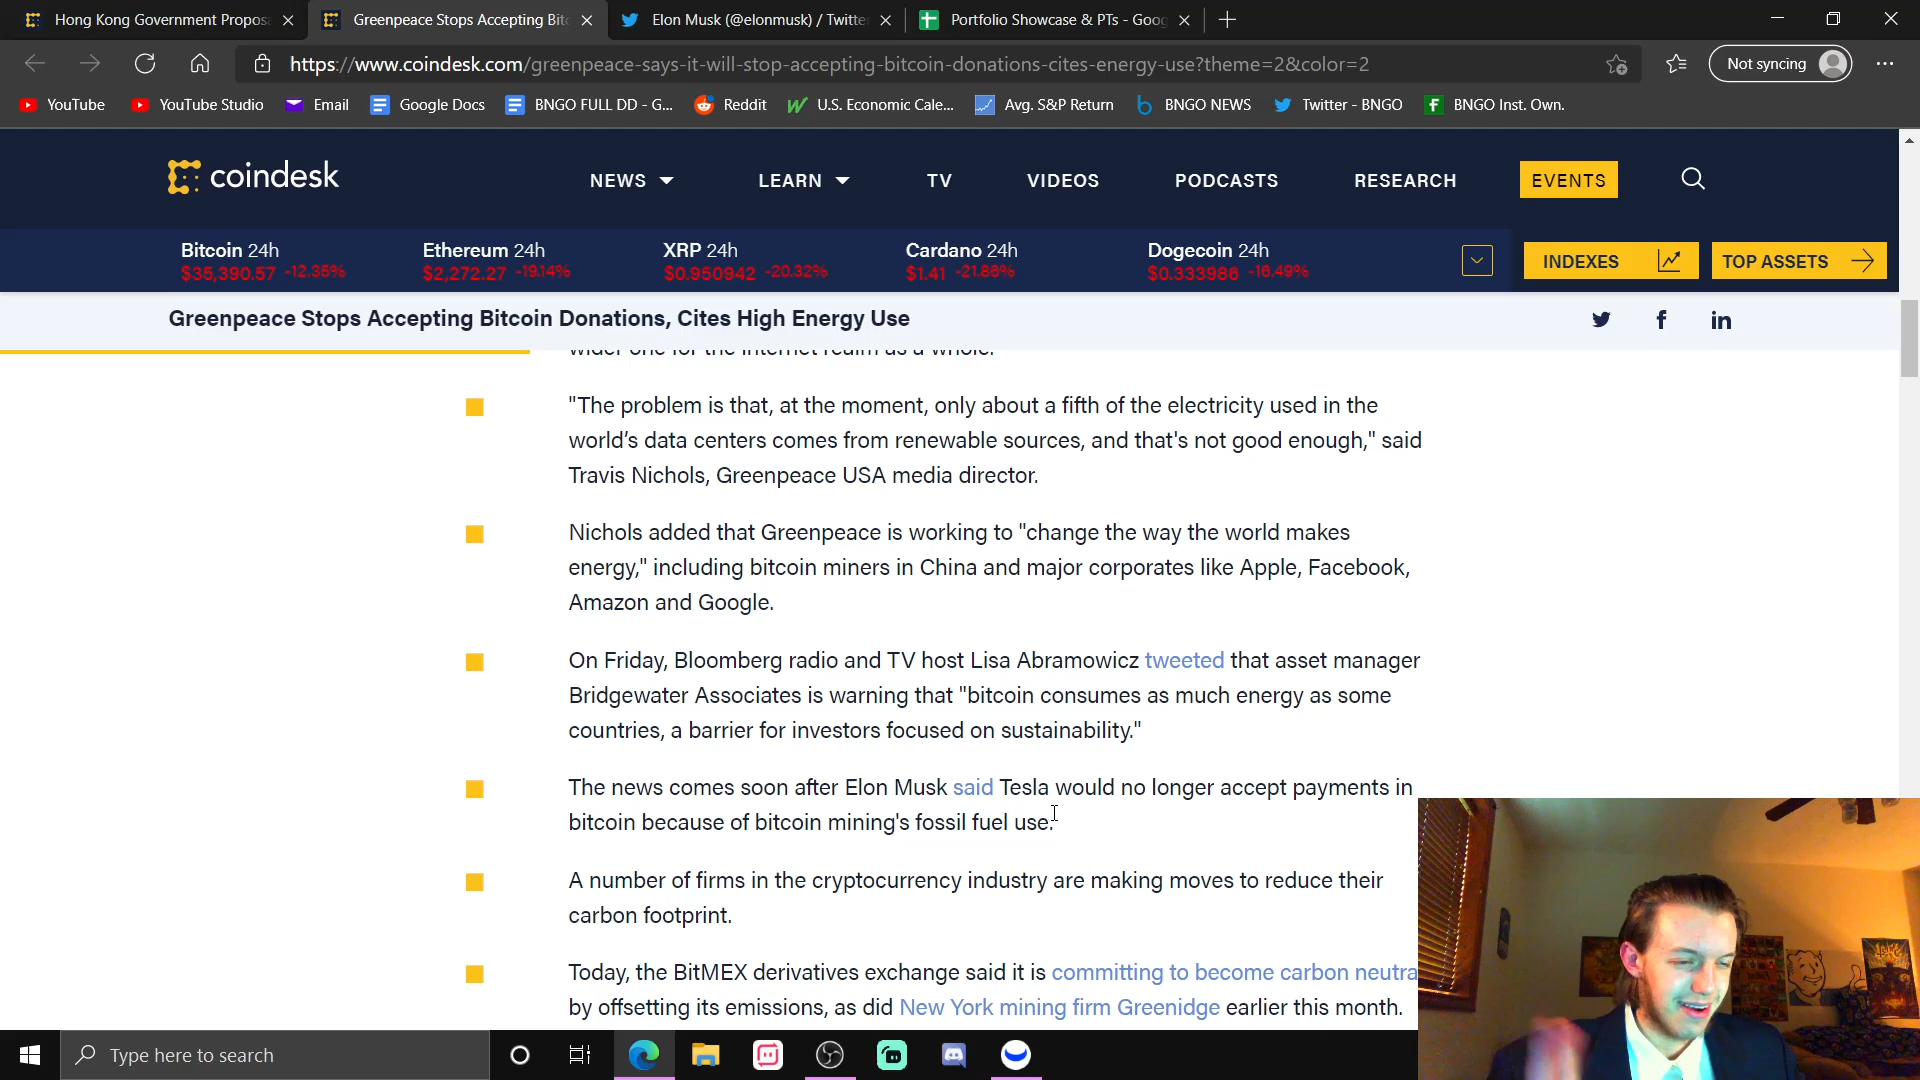 Hong Kong Government Propos
Greenpeace Stops Accepting Bit
Elon Musk (@elonmusk) / Twitte
Portfolio Showcase & PTs - Goog
https://www.coindesk.com/greenpeace-says-it-will-stop-accepting-bitcoin-donations-cites-energy-use?theme=2&color=2
Not syncing
YouTube
YouTube Studio
Email
Google Docs
BNGO FULL DD - G...
Reddit
U.S. Economic Cale...
Avg. S&P Return
BNGO NEWS
Twitter - BNGO
BNGO Inst. Own.
coindesk
NEWS
LEARN
TV
VIDEOS
PODCASTS
RESEARCH
EVENTS
Bitcoin 24h
$35,390.57 -12.35%
Ethereum 24h
$2,272.27 -19.14%
XRP 24h
$0.950942 -20.32%
Cardano 24h
$1.41 -21.86%
Dogecoin 24h
$0.333986 -16.49%
INDEXES
TOP ASSETS
Greenpeace Stops Accepting Bitcoin Donations, Cites High Energy Use
wider one for the internet realm as a whole.
"The problem is that, at the moment, only about a fifth of the electricity used in the
world's data centers comes from renewable sources, and that's not good enough," said
Travis Nichols, Greenpeace USA media director.
Nichols added that Greenpeace is working to "change the way the world makes
energy," including bitcoin miners in China and major corporates like Apple, Facebook,
Amazon and Google.
On Friday, Bloomberg radio and TV host Lisa Abramowicz tweeted that asset manager
Bridgewater Associates is warning that "bitcoin consumes as much energy as some
countries, a barrier for investors focused on sustainability."
The news comes soon after Elon Musk said Tesla would no longer accept payments in
bitcoin because of bitcoin mining's fossil fuel use.
A number of firms in the cryptocurrency industry are making moves to reduce their
carbon footprint.
Today, the BitMEX derivatives exchange said it is committing to become carbon neutra
by offsetting its emissions, as did New York mining firm Greenidge earlier this month.
Type here to search